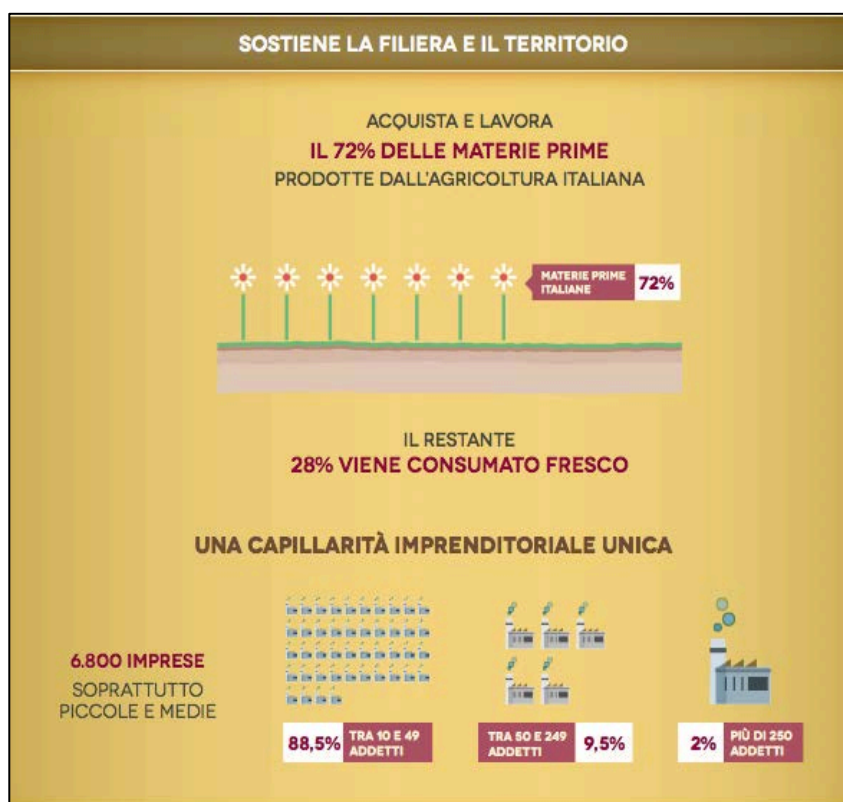 SOSTIENE LA FILIERA E IL TERRITORIO
ACQUISTA E LAVORA
IL 72% DELLE MATERIE PRIME
PRODOTTE DALL'AGRICOLTURA ITALIANA
MATERIE PRIME
ITALIANE
72%
IL RESTANTE
28% VIENE CONSUMATO FRESCO
UNA CAPILLARITÀ IMPRENDITORIALE UNICA
6.800 IMPRESE
SOPRATTUTTO
PICCOLE E MEDIE
88,5%
TRA 10 E 49
ADDETTI
TRA 50 E 249
ADDETTI
9,5%
2%
PIÙ DI 250
ADDETTI